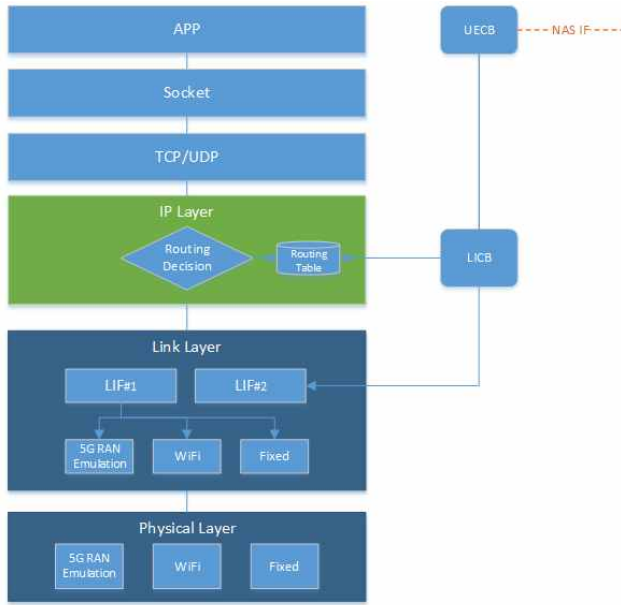 APP
UECB
NAS IF
Socket
TCP/UDP
IP Layer
Routing
Decision
Routing
Table
LICB
Link Layer
LIF#1
LIF#2
5G RAN
Emulation
WiFi
Fixed
Physical Layer
5G RAN
Emulation
WiFi
Fixed